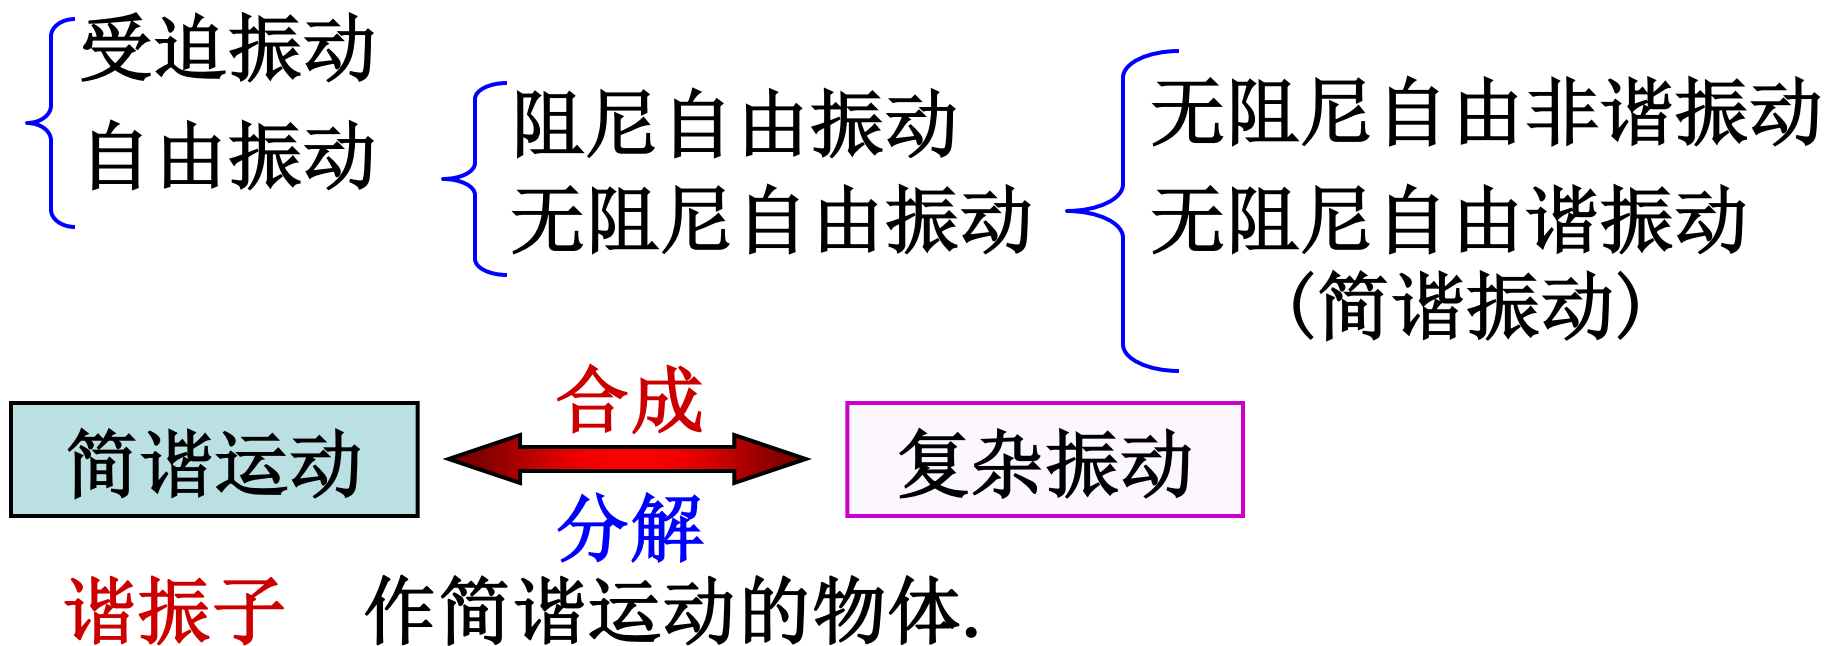 受迫振动
自由振动
阻尼自由振动
无阻尼自由振动
无阻尼自由非谐振动
无阻尼自由谐振动
(简谐振动)
简谐运动
合成
分解
复杂振动
谐振子 作简谐运动的物体.